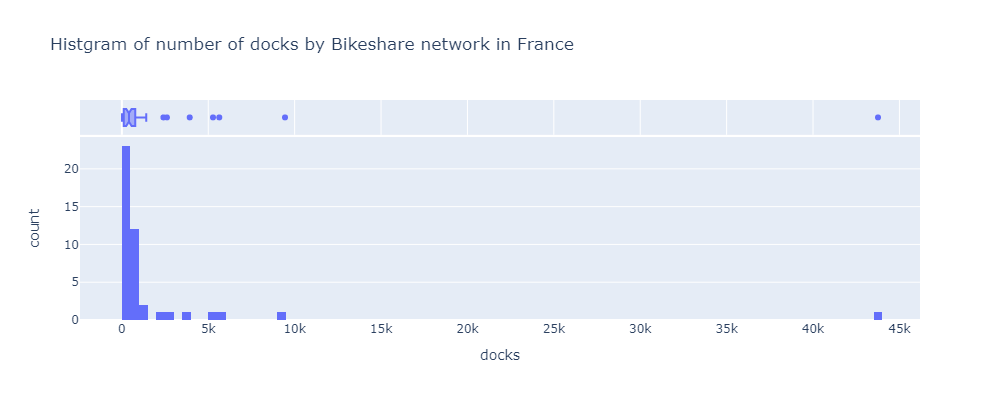 Histgram of number of docks by Bikeshare network in France
20
15
10
5
0
count
0 5k 10k 15k 20k 25k 30k 35k 40k 45k
docks